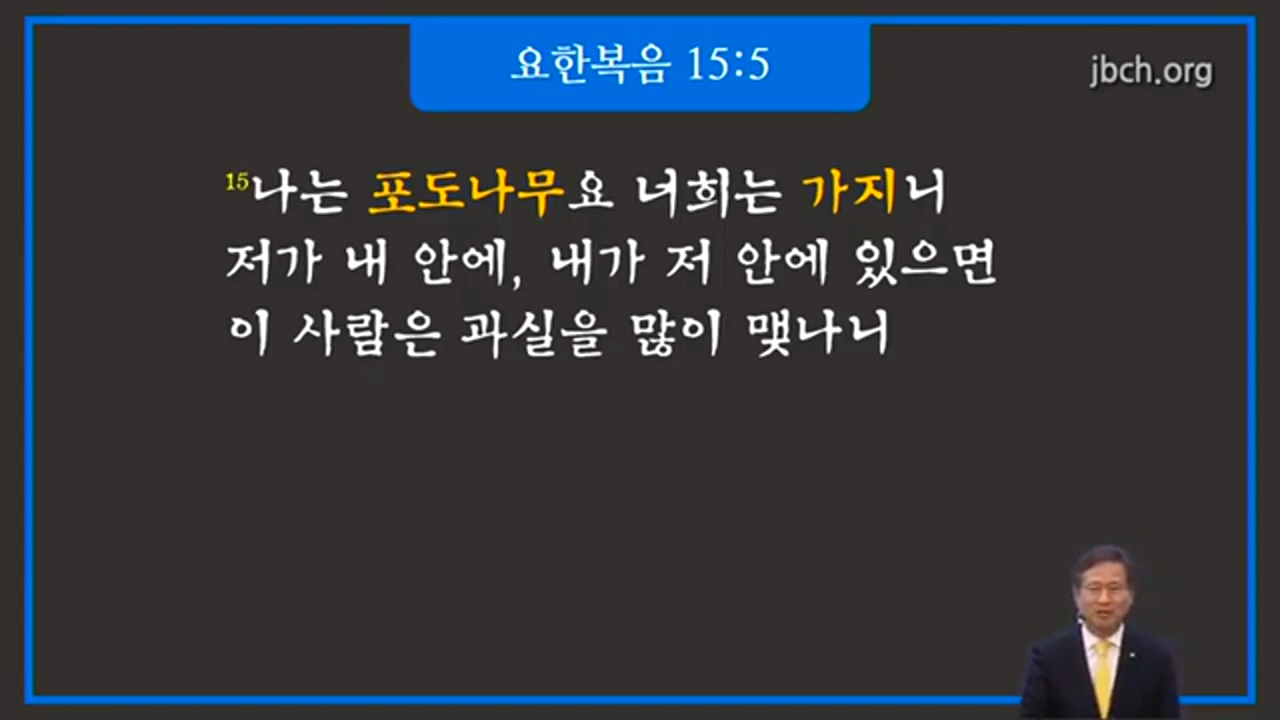 요한복음 15:5
jbch.org
15나는 포도나무요 너희는 가지니
저가 내 안에, 내가 저 안에 있으면
이 사람은 과실을 많이 맺나니